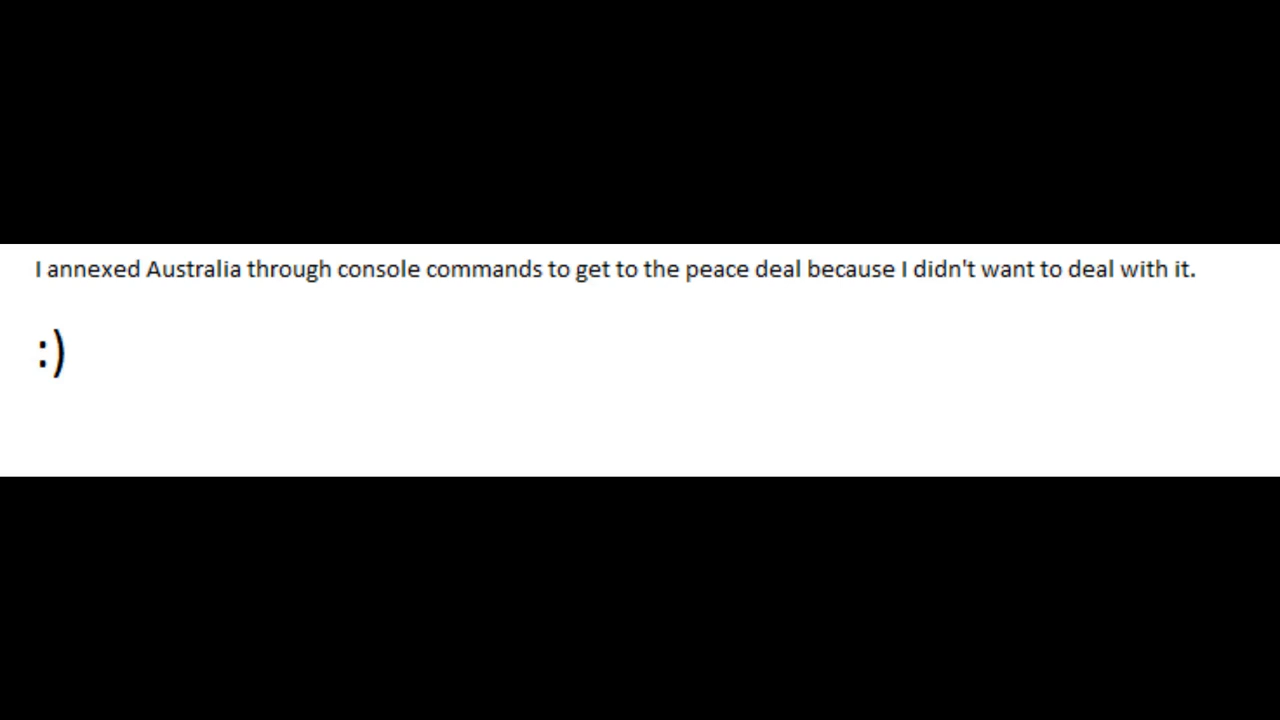 I annexed Australia through console commands to get to the peace deal because I didn't want to deal with it.
:)